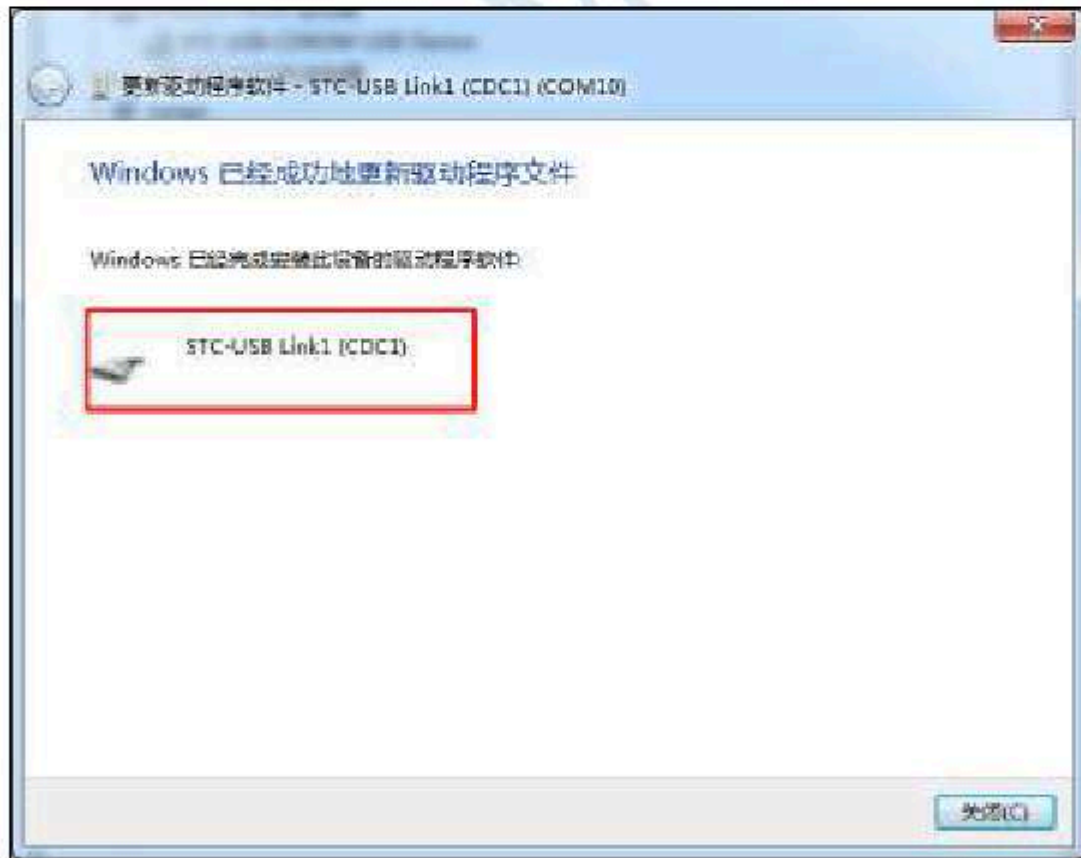 更新驱动程序软件 - STC-USB Link1 (CDC1) (COM10)
Windows 已经成功地更新驱动程序文件
Windows 已经完成安装此设备的驱动程序软件:
STC-USB Link1 (CDC1)
关闭(C)